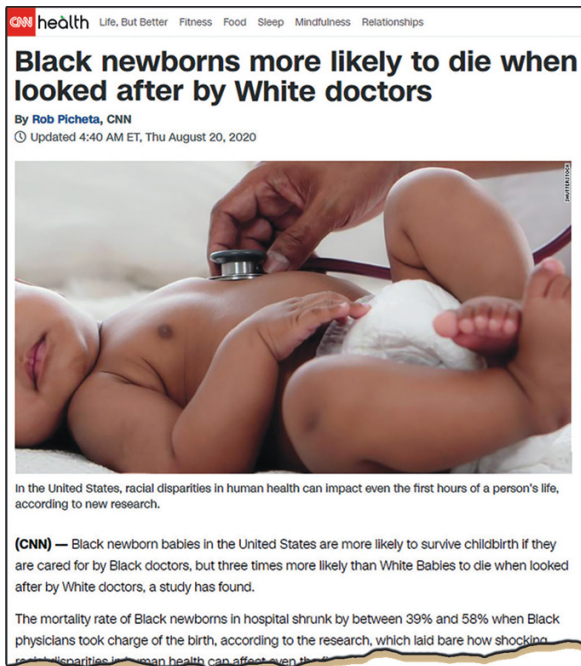 CNN health Life, But Better Fitness Food Sleep Mindfulness Relationships
Black newborns more likely to die when
looked after by White doctors
By Rob Picheta, CNN
Updated 4:40 AM ET, Thu August 20, 2020
SHUTTERSTOCK
In the United States, racial disparities in human health can impact even the first hours of a person's life,
according to new research.
(CNN) — Black newborn babies in the United States are more likely to survive childbirth if they
are cared for by Black doctors, but three times more likely than White Babies to die when looked
after by White doctors, a study has found.
The mortality rate of Black newborns in hospital shrunk by between 39% and 58% when Black
physicians took charge of the birth, according to the research, which laid bare how shocking
racial disparities in human health can affect even